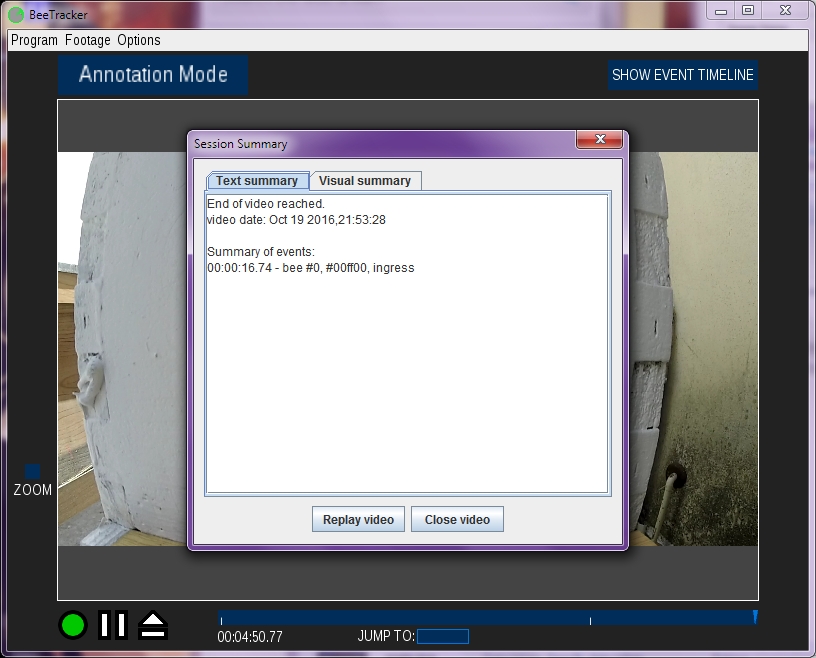 BeeTracker
Program Footage Options
Annotation Mode
SHOW EVENT TIMELINE
Session Summary
Text summary
Visual summary
End of video reached.
video date: Oct 19 2016,21:53:28
Summary of events:
00:00:16.74 - bee #0, #00ff00, ingress
Replay video
Close video
ZOOM
00:04:50.77
JUMP TO: